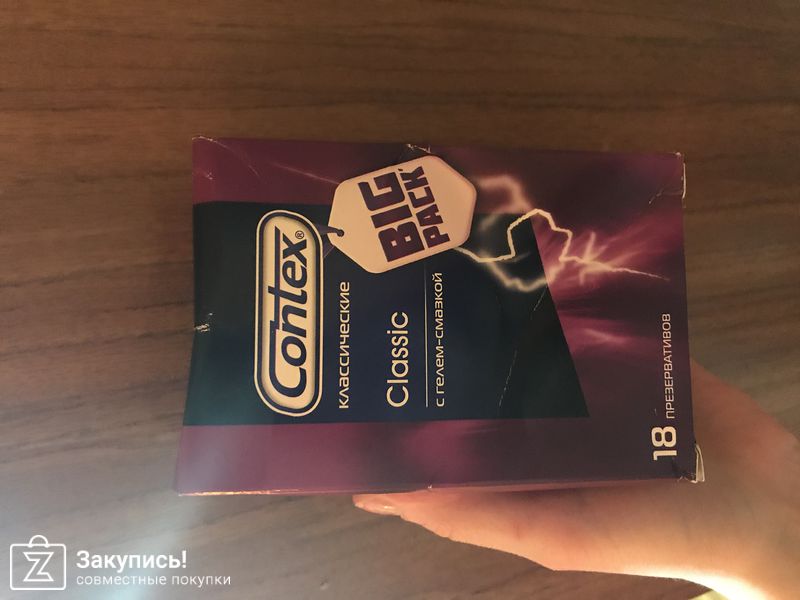 BIG
PACK
Contex®
классические
Classic
с гелем-смазкой
18 ПРЕЗЕРВАТИВОВ
Закупись!
совместные покупки